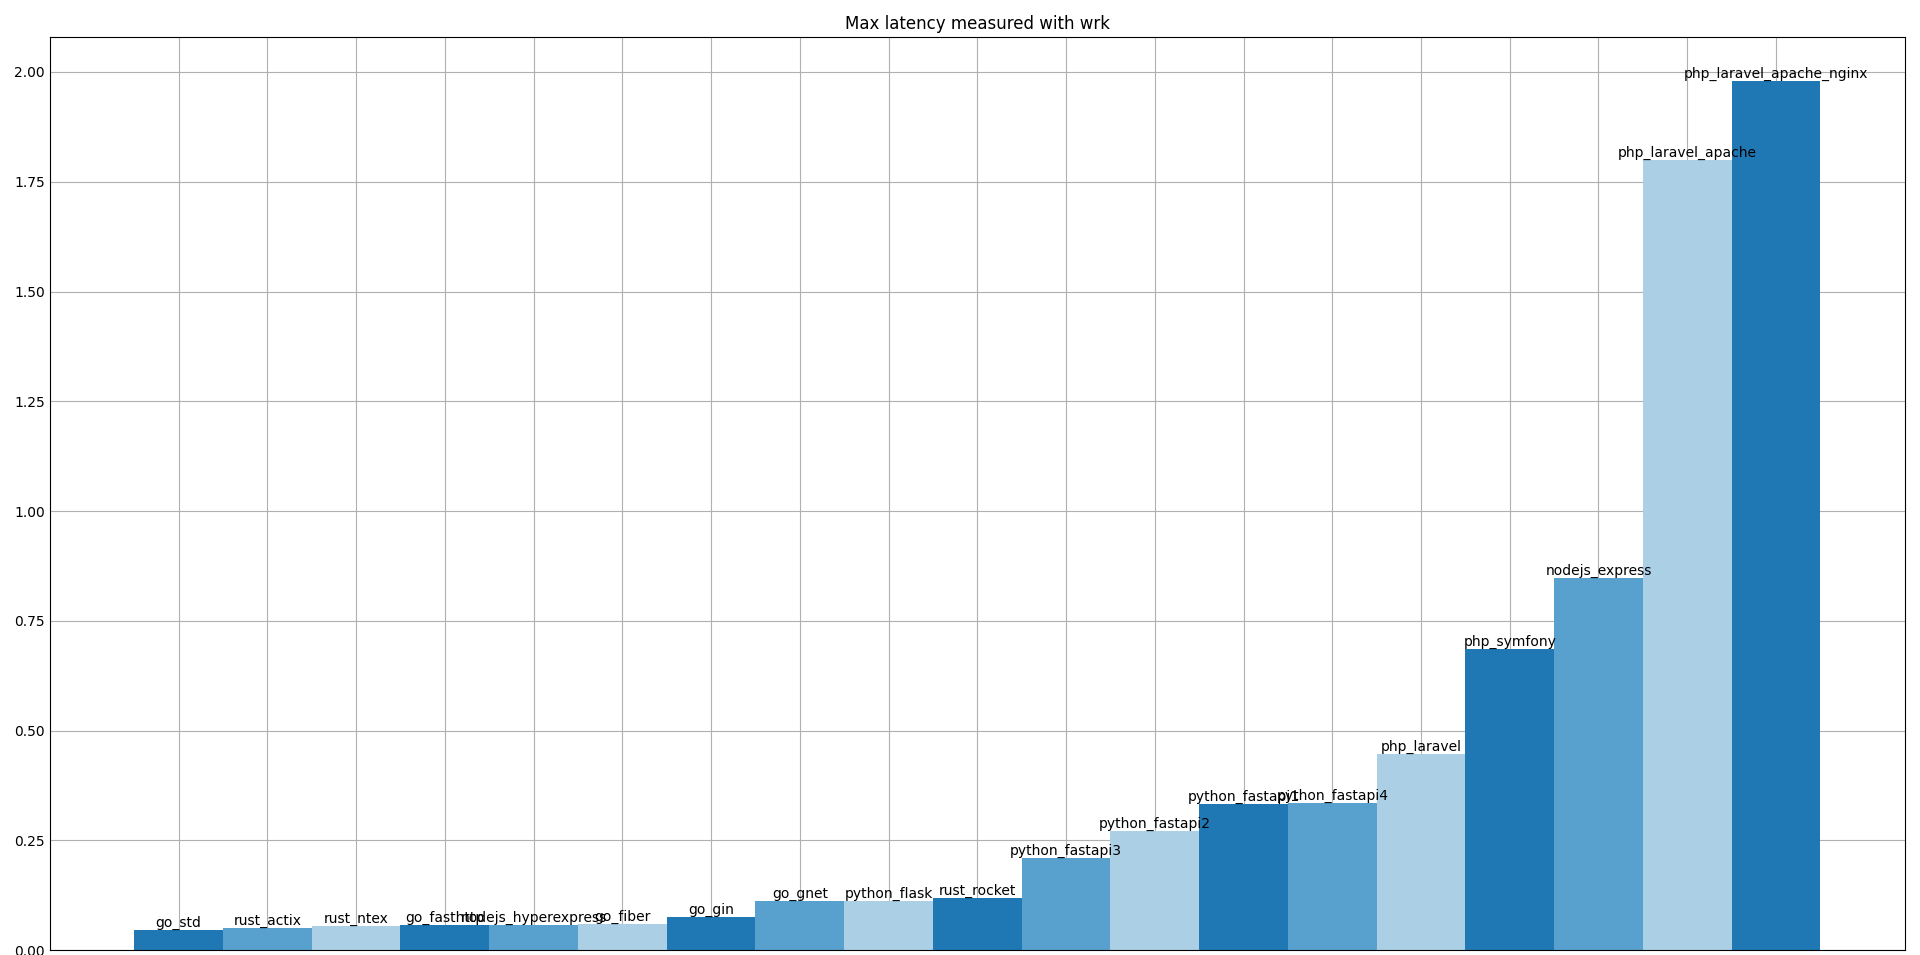 Max latency measured with wrk
2.00
1.75
1.50
1.25
1.00
0.75
0.50
0.25
0.00
go_std
rust_actix
rust_ntex
go_fasthttp
nodejs_hyperexpress
go_fiber
go_gin
go_gnet
python_flask
rust_rocket
python_fastapi3
python_fastapi2
python_fastapi1
python_fastapi4
php_laravel
php_symfony
nodejs_express
php_laravel_apache
php_laravel_apache_nginx